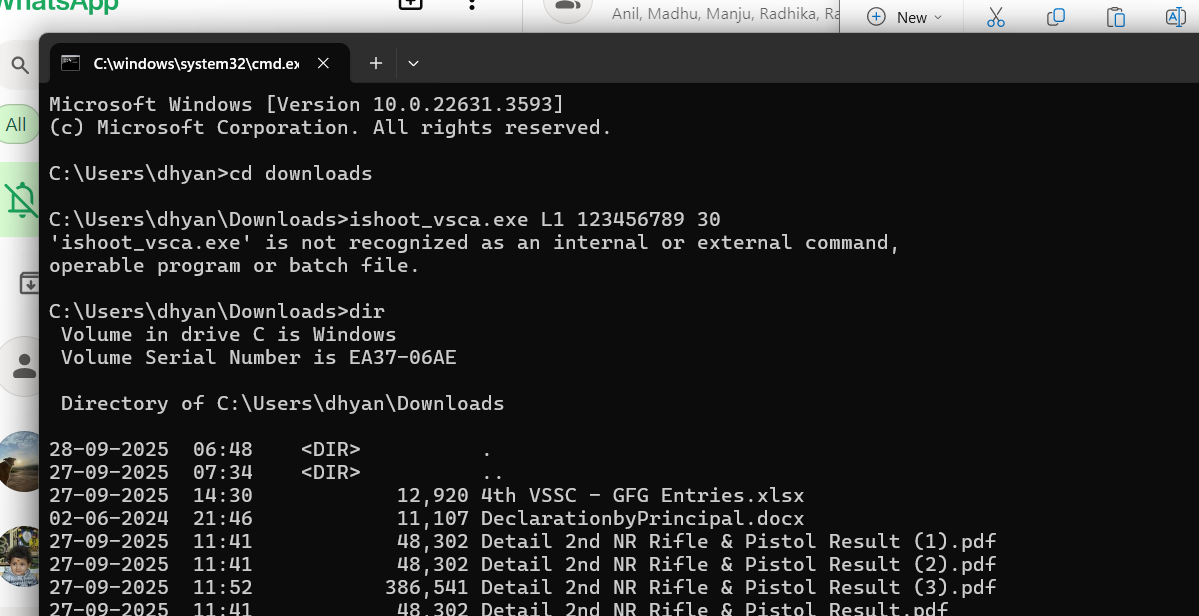 WhatsApp
Anil, Madhu, Manju, Radhika, Ra
New
All
C:\windows\system32\cmd.ex
Microsoft Windows [Version 10.0.22631.3593]
(c) Microsoft Corporation. All rights reserved.
C:\Users\dhyan>cd downloads
C:\Users\dhyan\Downloads>ishoot_vsca.exe L1 123456789 30
'ishoot_vsca.exe' is not recognized as an internal or external command,
operable program or batch file.
C:\Users\dhyan\Downloads>dir
Volume in drive C is Windows
Volume Serial Number is EA37-06AE
Directory of C:\Users\dhyan\Downloads
28-09-2025 06:48 <DIR> .
27-09-2025 07:34 <DIR> ..
27-09-2025 14:30 12,920 4th VSSC - GFG Entries.xlsx
02-06-2024 21:46 11,107 DeclarationbyPrincipal.docx
27-09-2025 11:41 48,302 Detail 2nd NR Rifle & Pistol Result (1).pdf
27-09-2025 11:41 48,302 Detail 2nd NR Rifle & Pistol Result (2).pdf
27-09-2025 11:52 386,541 Detail 2nd NR Rifle & Pistol Result (3).pdf
27-09-2025 11:41 48,302 Detail 2nd NR Rifle & Pistol Result.pdf